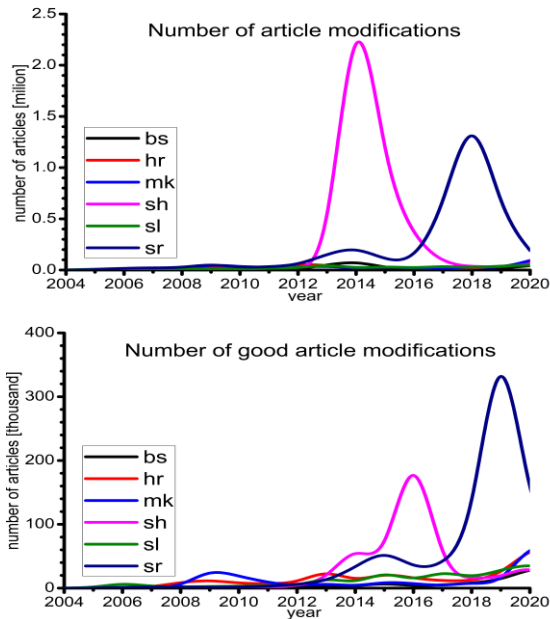 Number of article modifications
number of articles [milion]
2.5
2.0
1.5
1.0
0.5
0.0
bs
hr
mk
sh
sl
sr
2004 2006 2008 2010 2012 2014 2016 2018 2020
year
Number of good article modifications
number of articles [thousand]
400
300
200
100
0
bs
hr
mk
sh
sl
sr
2004 2006 2008 2010 2012 2014 2016 2018 2020
year